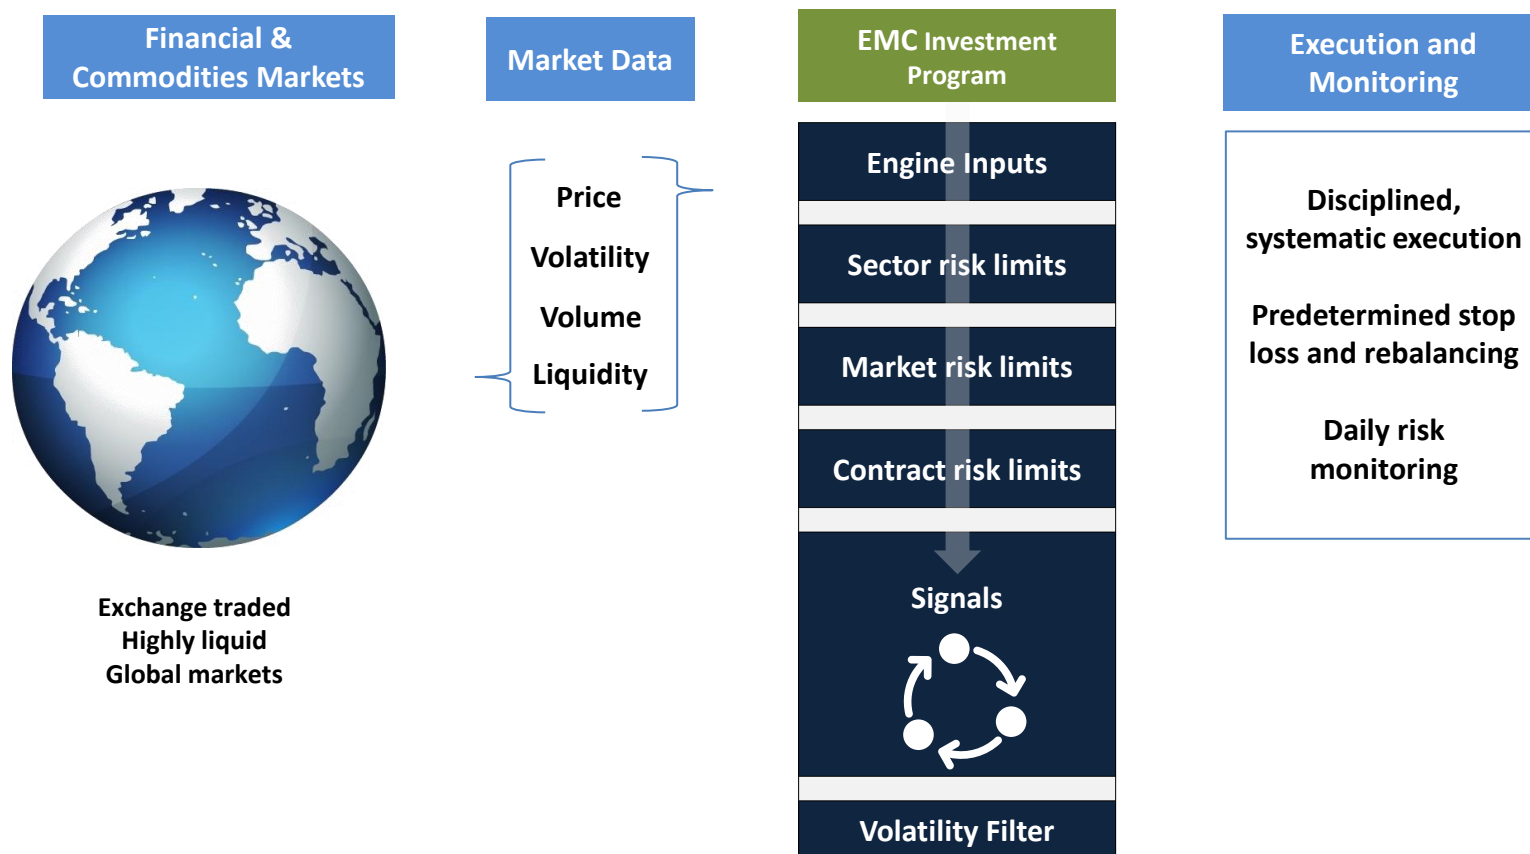 Financial &
Commodities Markets
Exchange traded
Highly liquid
Global markets
Market Data
Price
Volatility
Volume
Liquidity
EMC Investment
Program
Engine Inputs
Sector risk limits
Market risk limits
Contract risk limits
Signals
Volatility Filter
Execution and
Monitoring
Disciplined,
systematic execution
Predetermined stop
loss and rebalancing
Daily risk
monitoring